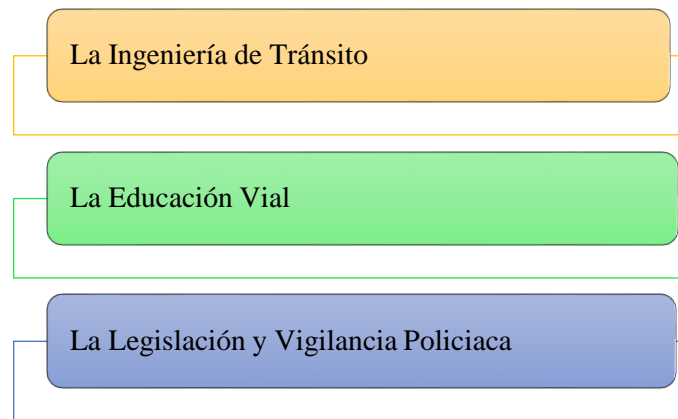 La Ingeniería de Tránsito
La Educación Vial
La Legislación y Vigilancia Policiaca